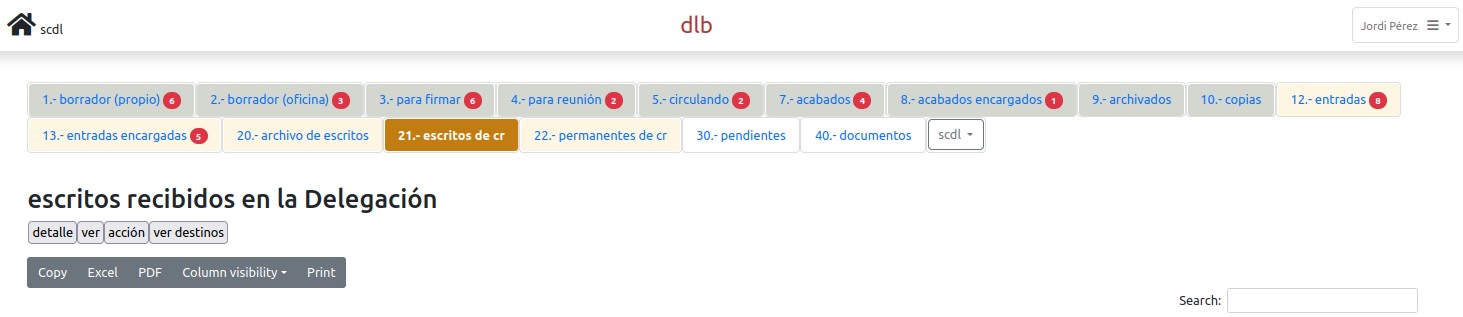 scdl dlb Jordi Pérez
1.- borrador (propio) 6 2.- borrador (oficina) 3 3.- para firmar 6 4.- para reunión 2 5.- circulando 2 7.- acabados 4 8.- acabados encargados 1 9.- archivados 10.- copias 12.- entradas 8
13.- entradas encargadas 5 20.- archivo de escritos 21.- escritos de cr 22.- permanentes de cr 30.- pendientes 40.- documentos scdl
escritos recibidos en la Delegación
detalle ver acción ver destinos
Copy Excel PDF Column visibility Print
Search: